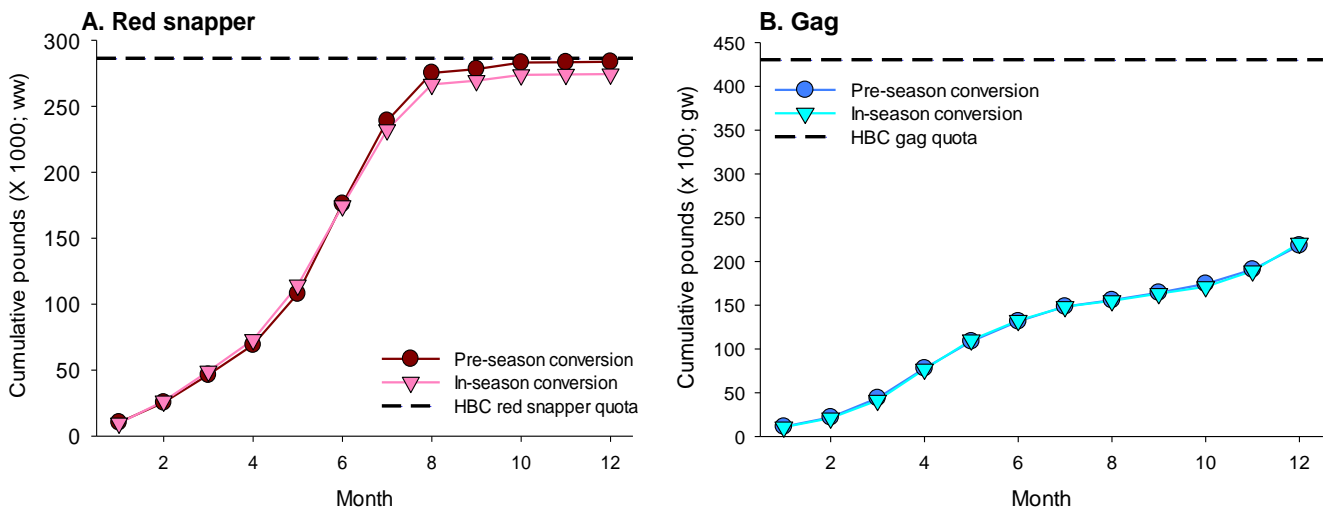 A. Red snapper
Cumulative pounds (X 1000; ww)
300
250
200
150
100
50
0
2 4 6 8 10 12
Month
Pre-season conversion
In-season conversion
HBC red snapper quota
B. Gag
Cumulative pounds (x 100; gw)
450
400
350
300
250
200
150
100
50
0
2 4 6 8 10 12
Month
Pre-season conversion
In-season conversion
HBC gag quota